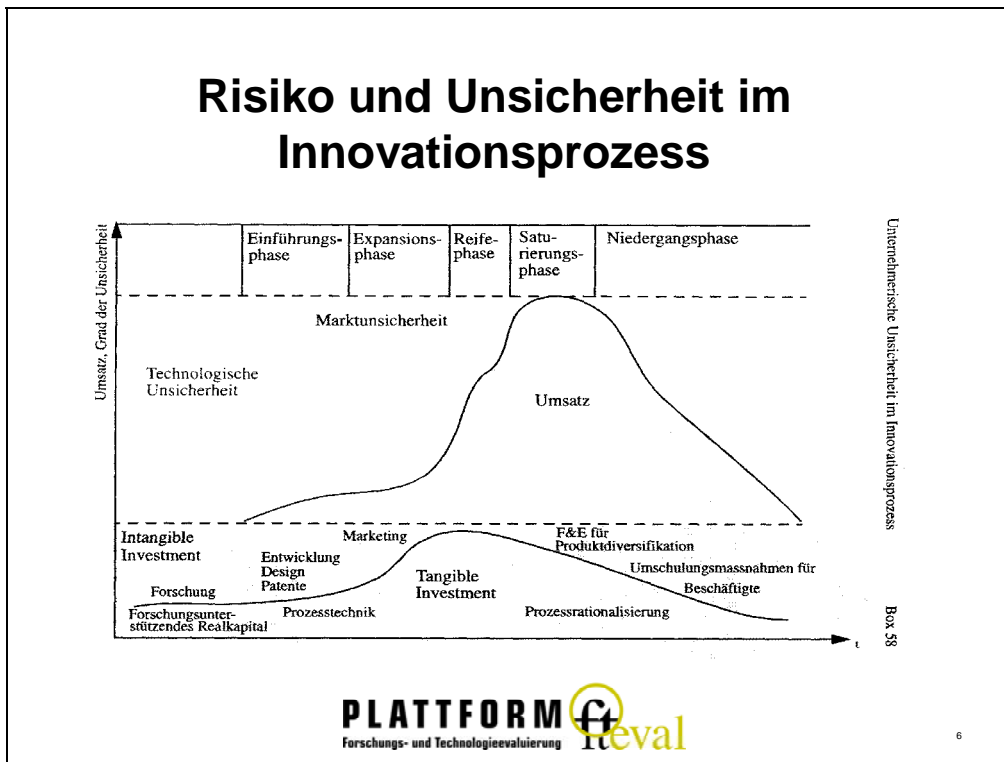 Risiko und Unsicherheit im
Innovationsprozess
Umsatz, Grad der Unsicherheit
Einführungs-
phase
Expansions-
phase
Reife-
phase
Satu-
rierungs-
phase
Niedergangsphase
Marktunsicherheit
Technologische
Unsicherheit
Umsatz
Intangible
Investment
Marketing
F&E für
Produktdiversifikation
Entwicklung
Design
Patente
Tangible
Investment
Umschulungsmassnahmen für
Beschäftigte
Forschung
Forschungsunter-
stützendes Realkapital
Prozesstechnik
Prozessrationalisierung
t
Unternehmerische Unsicherheit im Innovationsprozess
Box 58
PLATTFORM fteval
Forschungs- und Technologieevaluierung
6